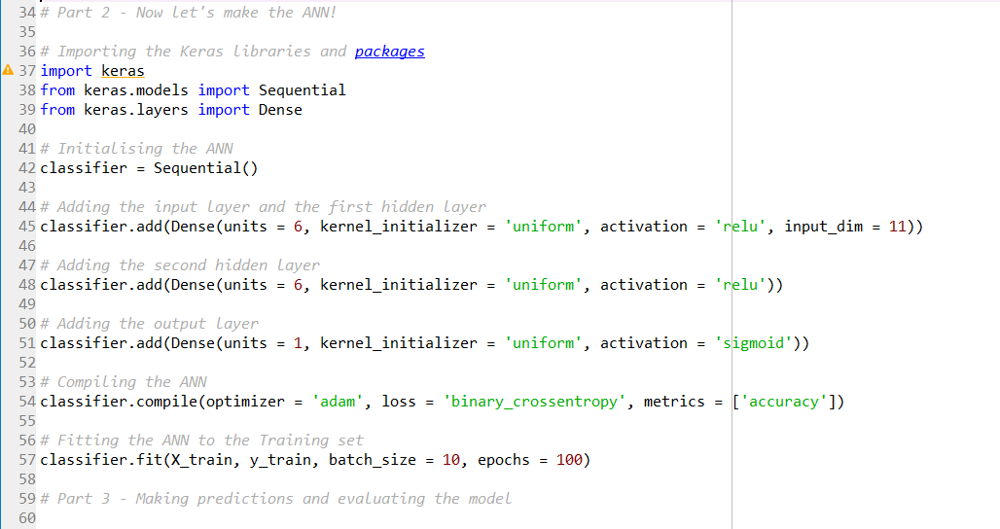 34 # Part 2 - Now let's make the ANN!
35
36 # Importing the Keras libraries and packages
37 import keras
38 from keras.models import Sequential
39 from keras.layers import Dense
40
41 # Initialising the ANN
42 classifier = Sequential()
43
44 # Adding the input layer and the first hidden layer
45 classifier.add(Dense(units = 6, kernel_initializer = 'uniform', activation = 'relu', input_dim = 11))
46
47 # Adding the second hidden layer
48 classifier.add(Dense(units = 6, kernel_initializer = 'uniform', activation = 'relu'))
49
50 # Adding the output layer
51 classifier.add(Dense(units = 1, kernel_initializer = 'uniform', activation = 'sigmoid'))
52
53 # Compiling the ANN
54 classifier.compile(optimizer = 'adam', loss = 'binary_crossentropy', metrics = ['accuracy'])
55
56 # Fitting the ANN to the Training set
57 classifier.fit(X_train, y_train, batch_size = 10, epochs = 100)
58
59 # Part 3 - Making predictions and evaluating the model
60